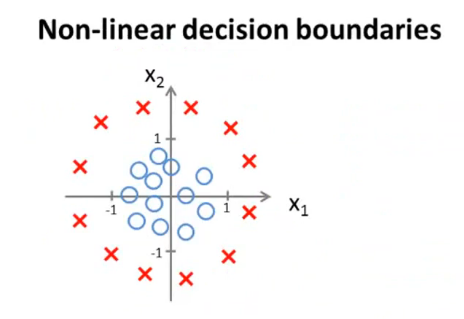 Non-linear decision boundaries
x₂
1
-1
1
x₁
-1